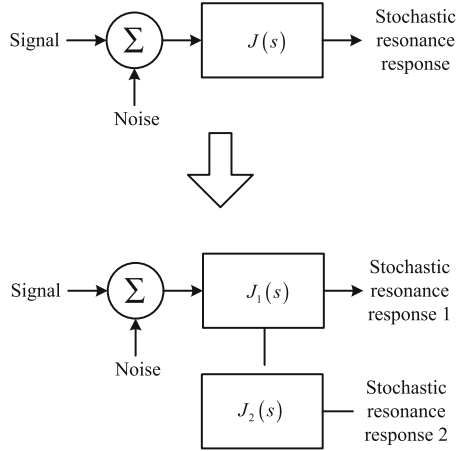 Signal
Σ
J(s)
Stochastic
resonance
response
Noise
Signal
Σ
J₁(s)
Stochastic
resonance
response 1
Noise
J₂(s)
Stochastic
resonance
response 2